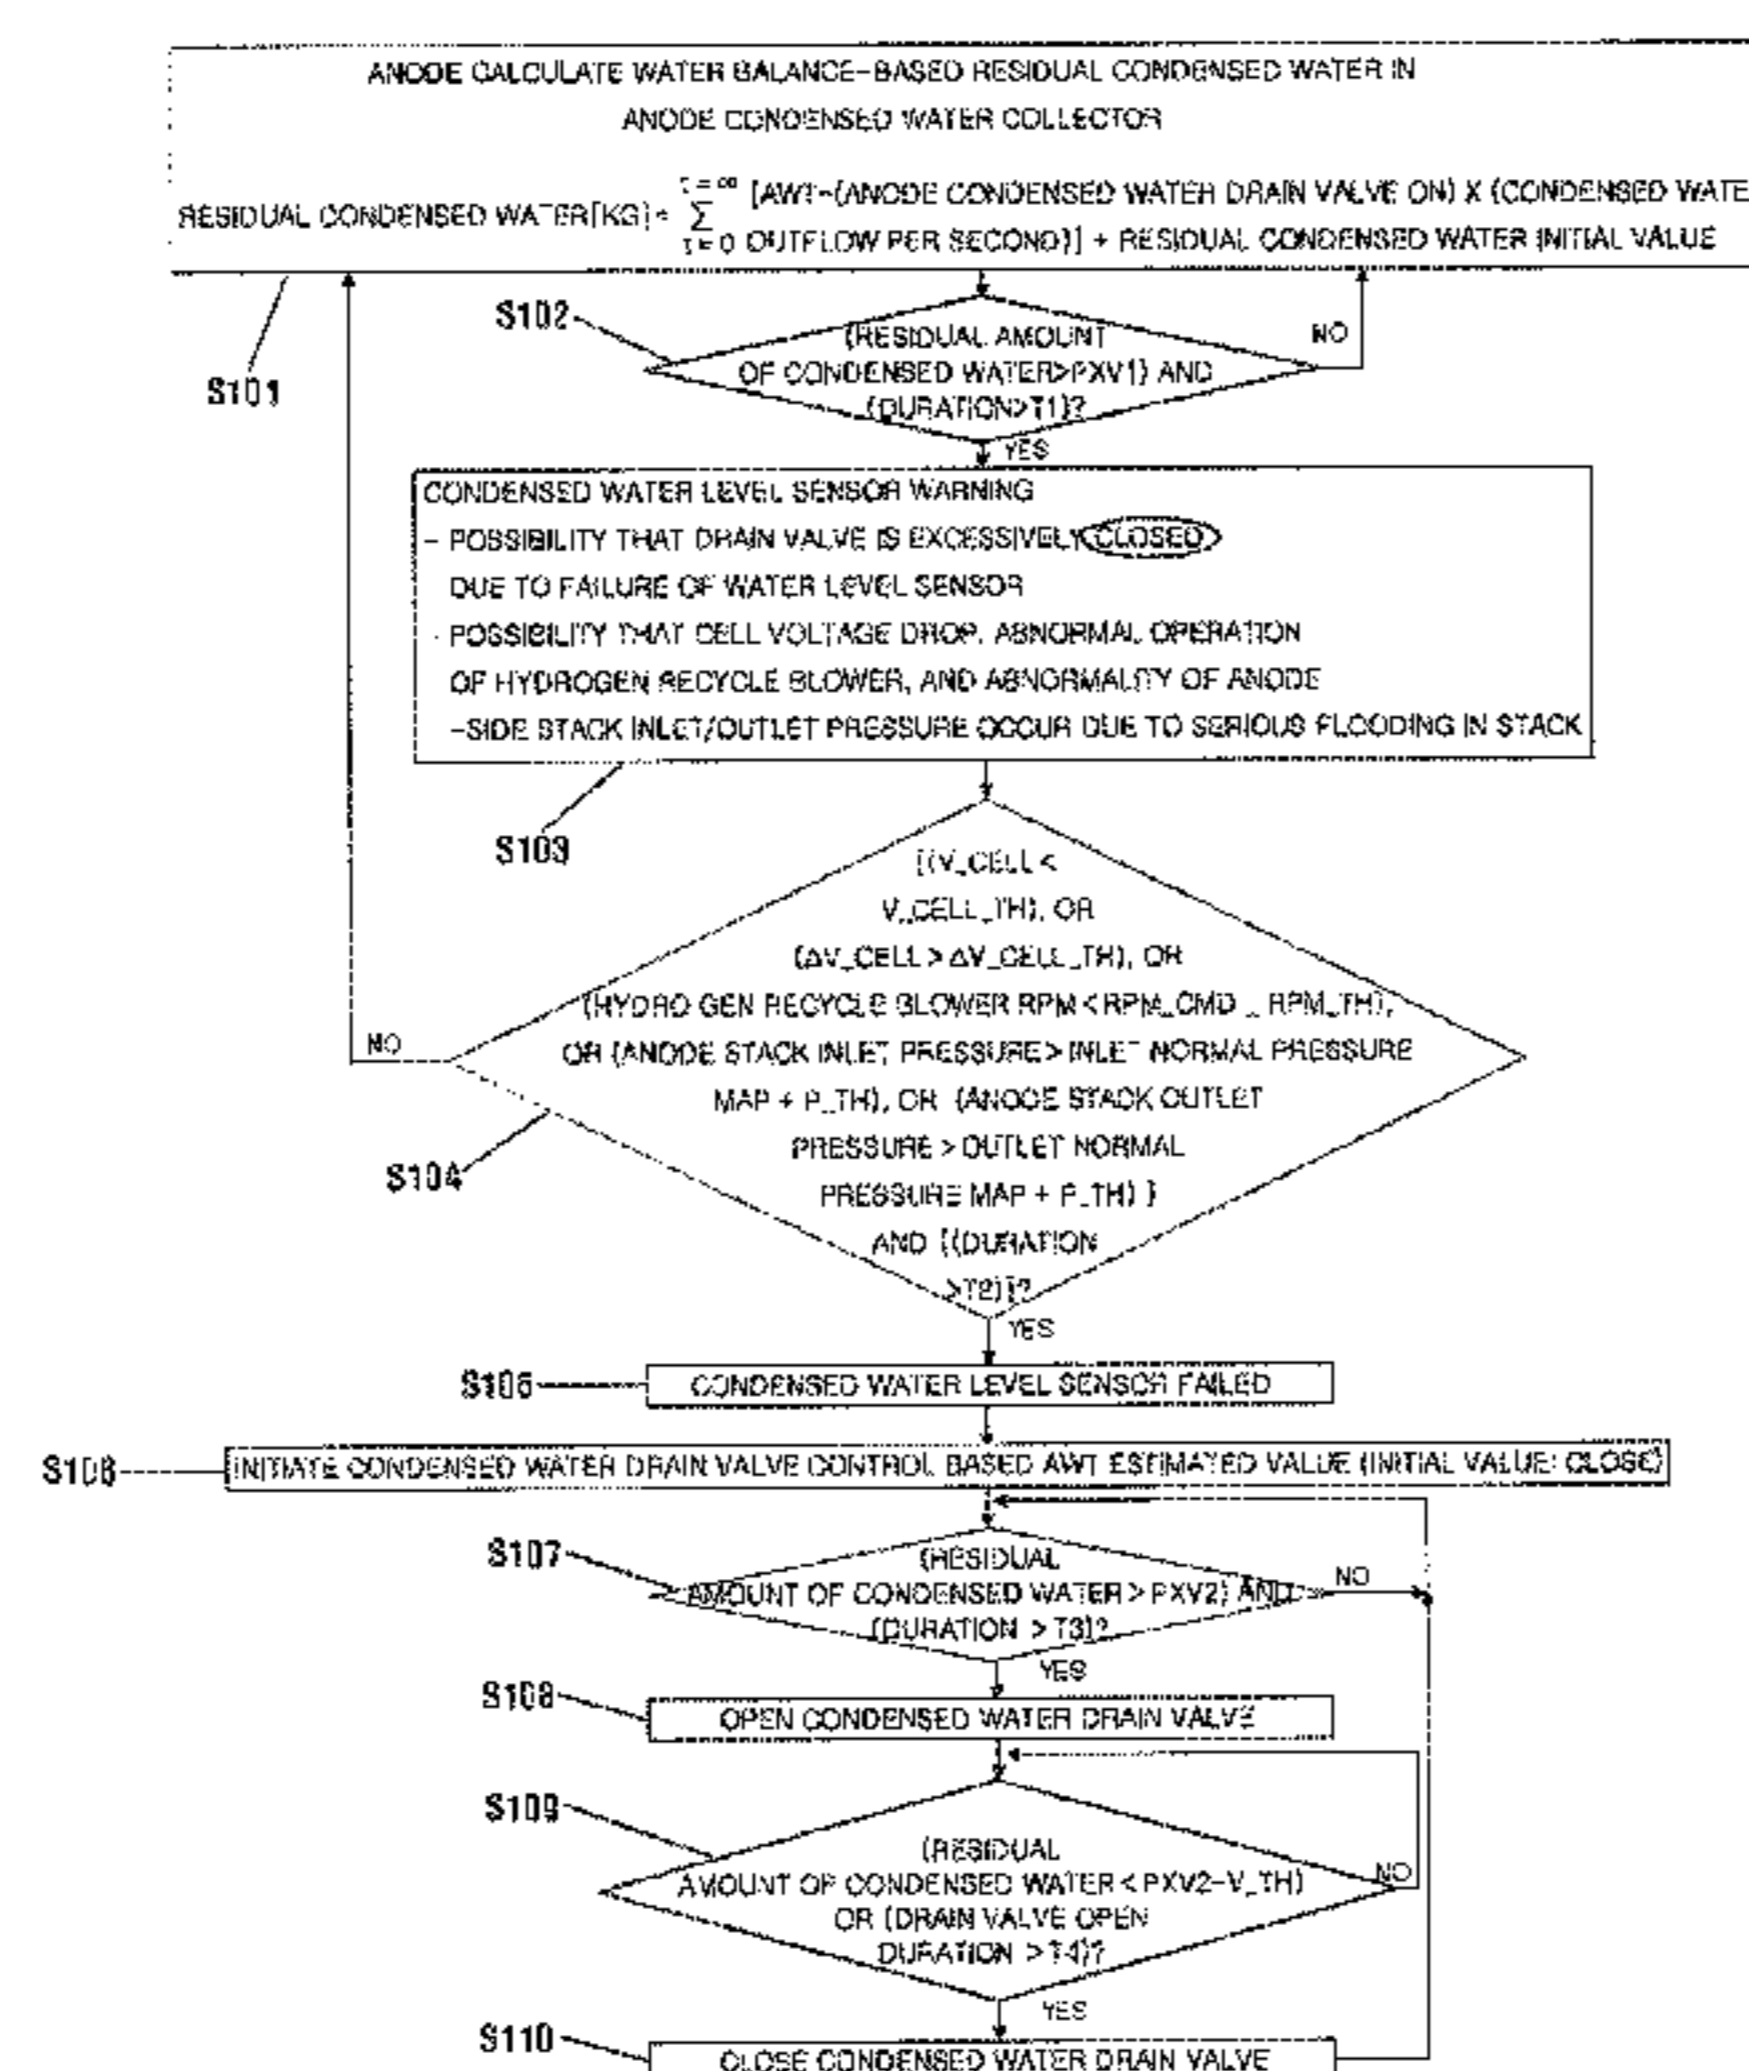 ANODE CALCULATE WATER BALANCE-BASED RESIDUAL CONDENSED WATER IN
ANODE CONDENSED WATER COLLECTOR
RESIDUAL CONDENSED WATER[KG] = Σ [AWT-(ANODE CONDENSED WATER DRAIN VALVE ON) X (CONDENSED WATE
OUTFLOW PER SECOND)] + RESIDUAL CONDENSED WATER INITIAL VALUE
S101
S102
(RESIDUAL AMOUNT
OF CONDENSED WATER>PXV1) AND
(DURATION>T1)?
NO
YES
CONDENSED WATER LEVEL SENSOR WARNING
- POSSIBILITY THAT DRAIN VALVE IS EXCESSIVELY CLOSED
DUE TO FAILURE OF WATER LEVEL SENSOR
- POSSIBILITY THAT CELL VOLTAGE DROP, ABNORMAL OPERATION
OF HYDROGEN RECYCLE BLOWER, AND ABNORMALITY OF ANODE
-SIDE STACK INLET/OUTLET PRESSURE OCCUR DUE TO SERIOUS FLOODING IN STACK
S103
[(V_CELL <
V_CELL_TH), OR
(ΔV_CELL > ΔV_CELL_TH), OR
(HYDRO GEN RECYCLE BLOWER RPM < RPM_CMD _ RPM_TH),
OR (ANODE STACK INLET PRESSURE > INLET NORMAL PRESSURE
MAP + P_TH), OR (ANODE STACK OUTLET
PRESSURE > OUTLET NORMAL
PRESSURE MAP + P_TH) }
AND [(DURATION
>T2)]?
NO
S104
YES
S105
CONDENSED WATER LEVEL SENSOR FAILED
S106
INITIATE CONDENSED WATER DRAIN VALVE CONTROL BASED AWT ESTIMATED VALUE (INITIAL VALUE: CLOSE)
S107
(RESIDUAL
AMOUNT OF CONDENSED WATER > PXV2) AND
(DURATION > T3)?
NO
YES
S108
OPEN CONDENSED WATER DRAIN VALVE
S109
(RESIDUAL
AMOUNT OF CONDENSED WATER < PXV2-V_TH)
OR (DRAIN VALVE OPEN
DURATION > T4)?
NO
YES
S110
CLOSE CONDENSED WATER DRAIN VALVE